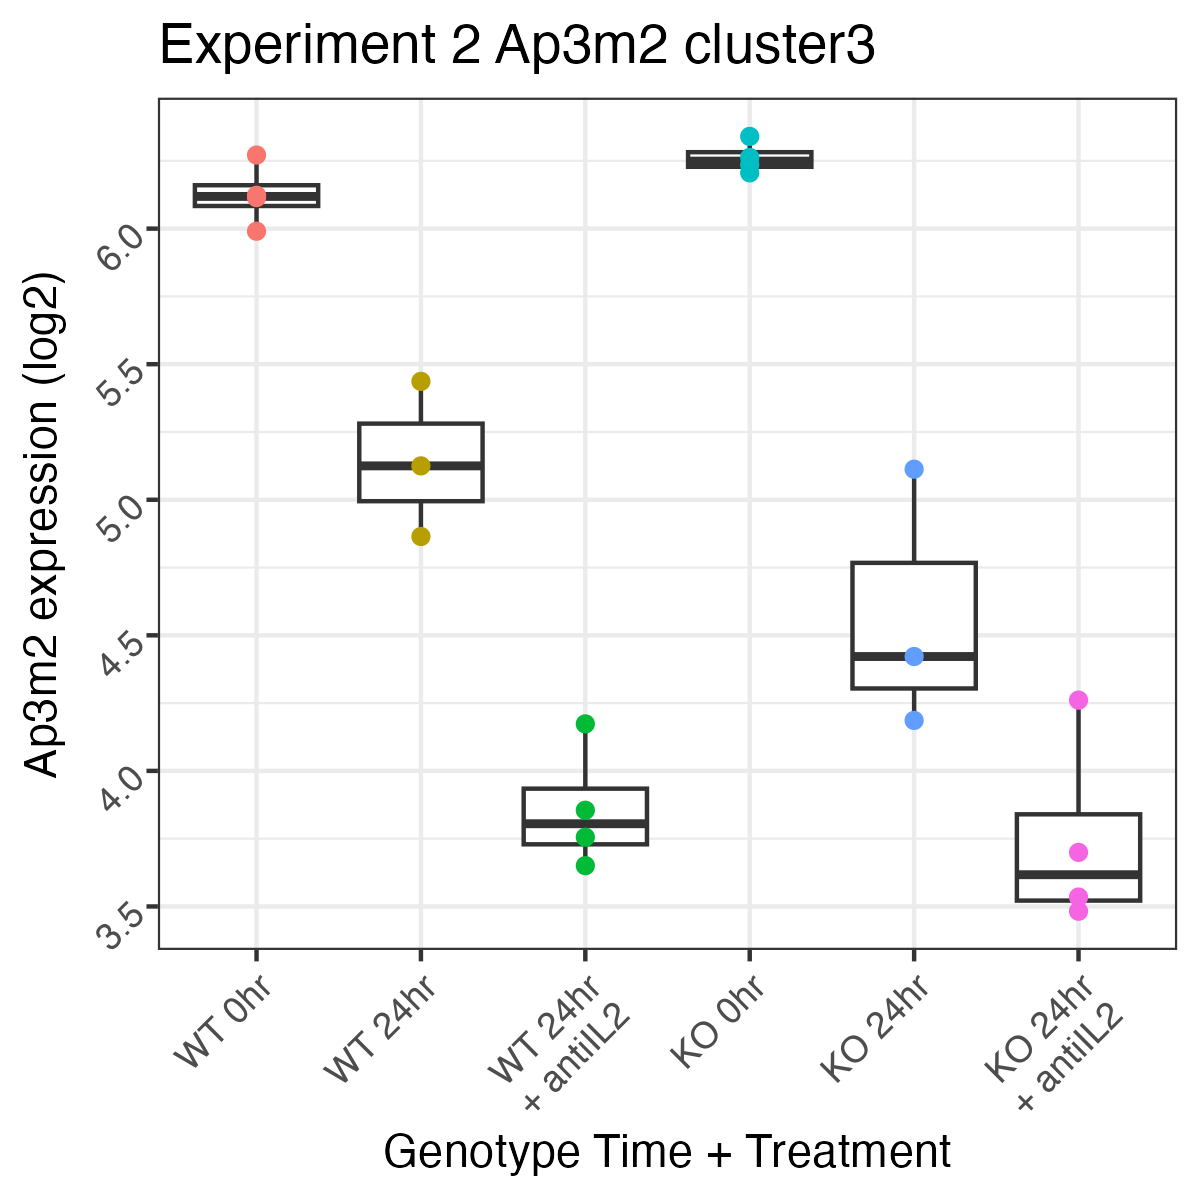 Experiment 2 Ap3m2 cluster3
Ap3m2 expression (log2)
6.0
5.5
5.0
4.5
4.0
3.5
WT 0hr
WT 24hr
WT 24hr
+ antiIL2
KO 0hr
KO 24hr
KO 24hr
+ antiIL2
Genotype Time + Treatment